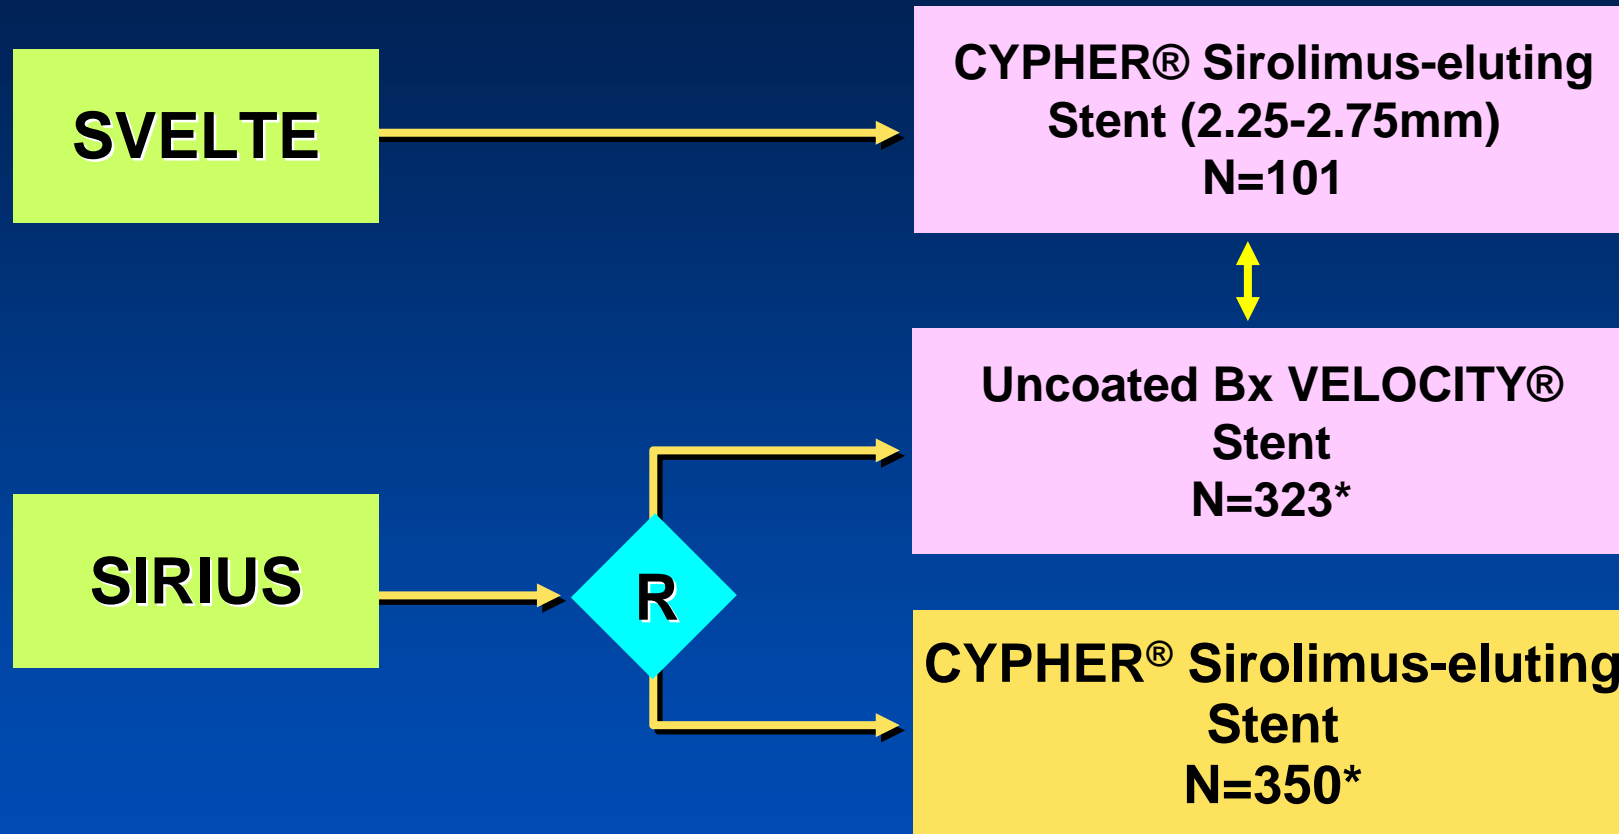 SVELTE
CYPHER® Sirolimus-eluting
Stent (2.25-2.75mm)
N=101
Uncoated Bx VELOCITY®
Stent
N=323*
SIRIUS
R
CYPHER® Sirolimus-eluting
Stent
N=350*